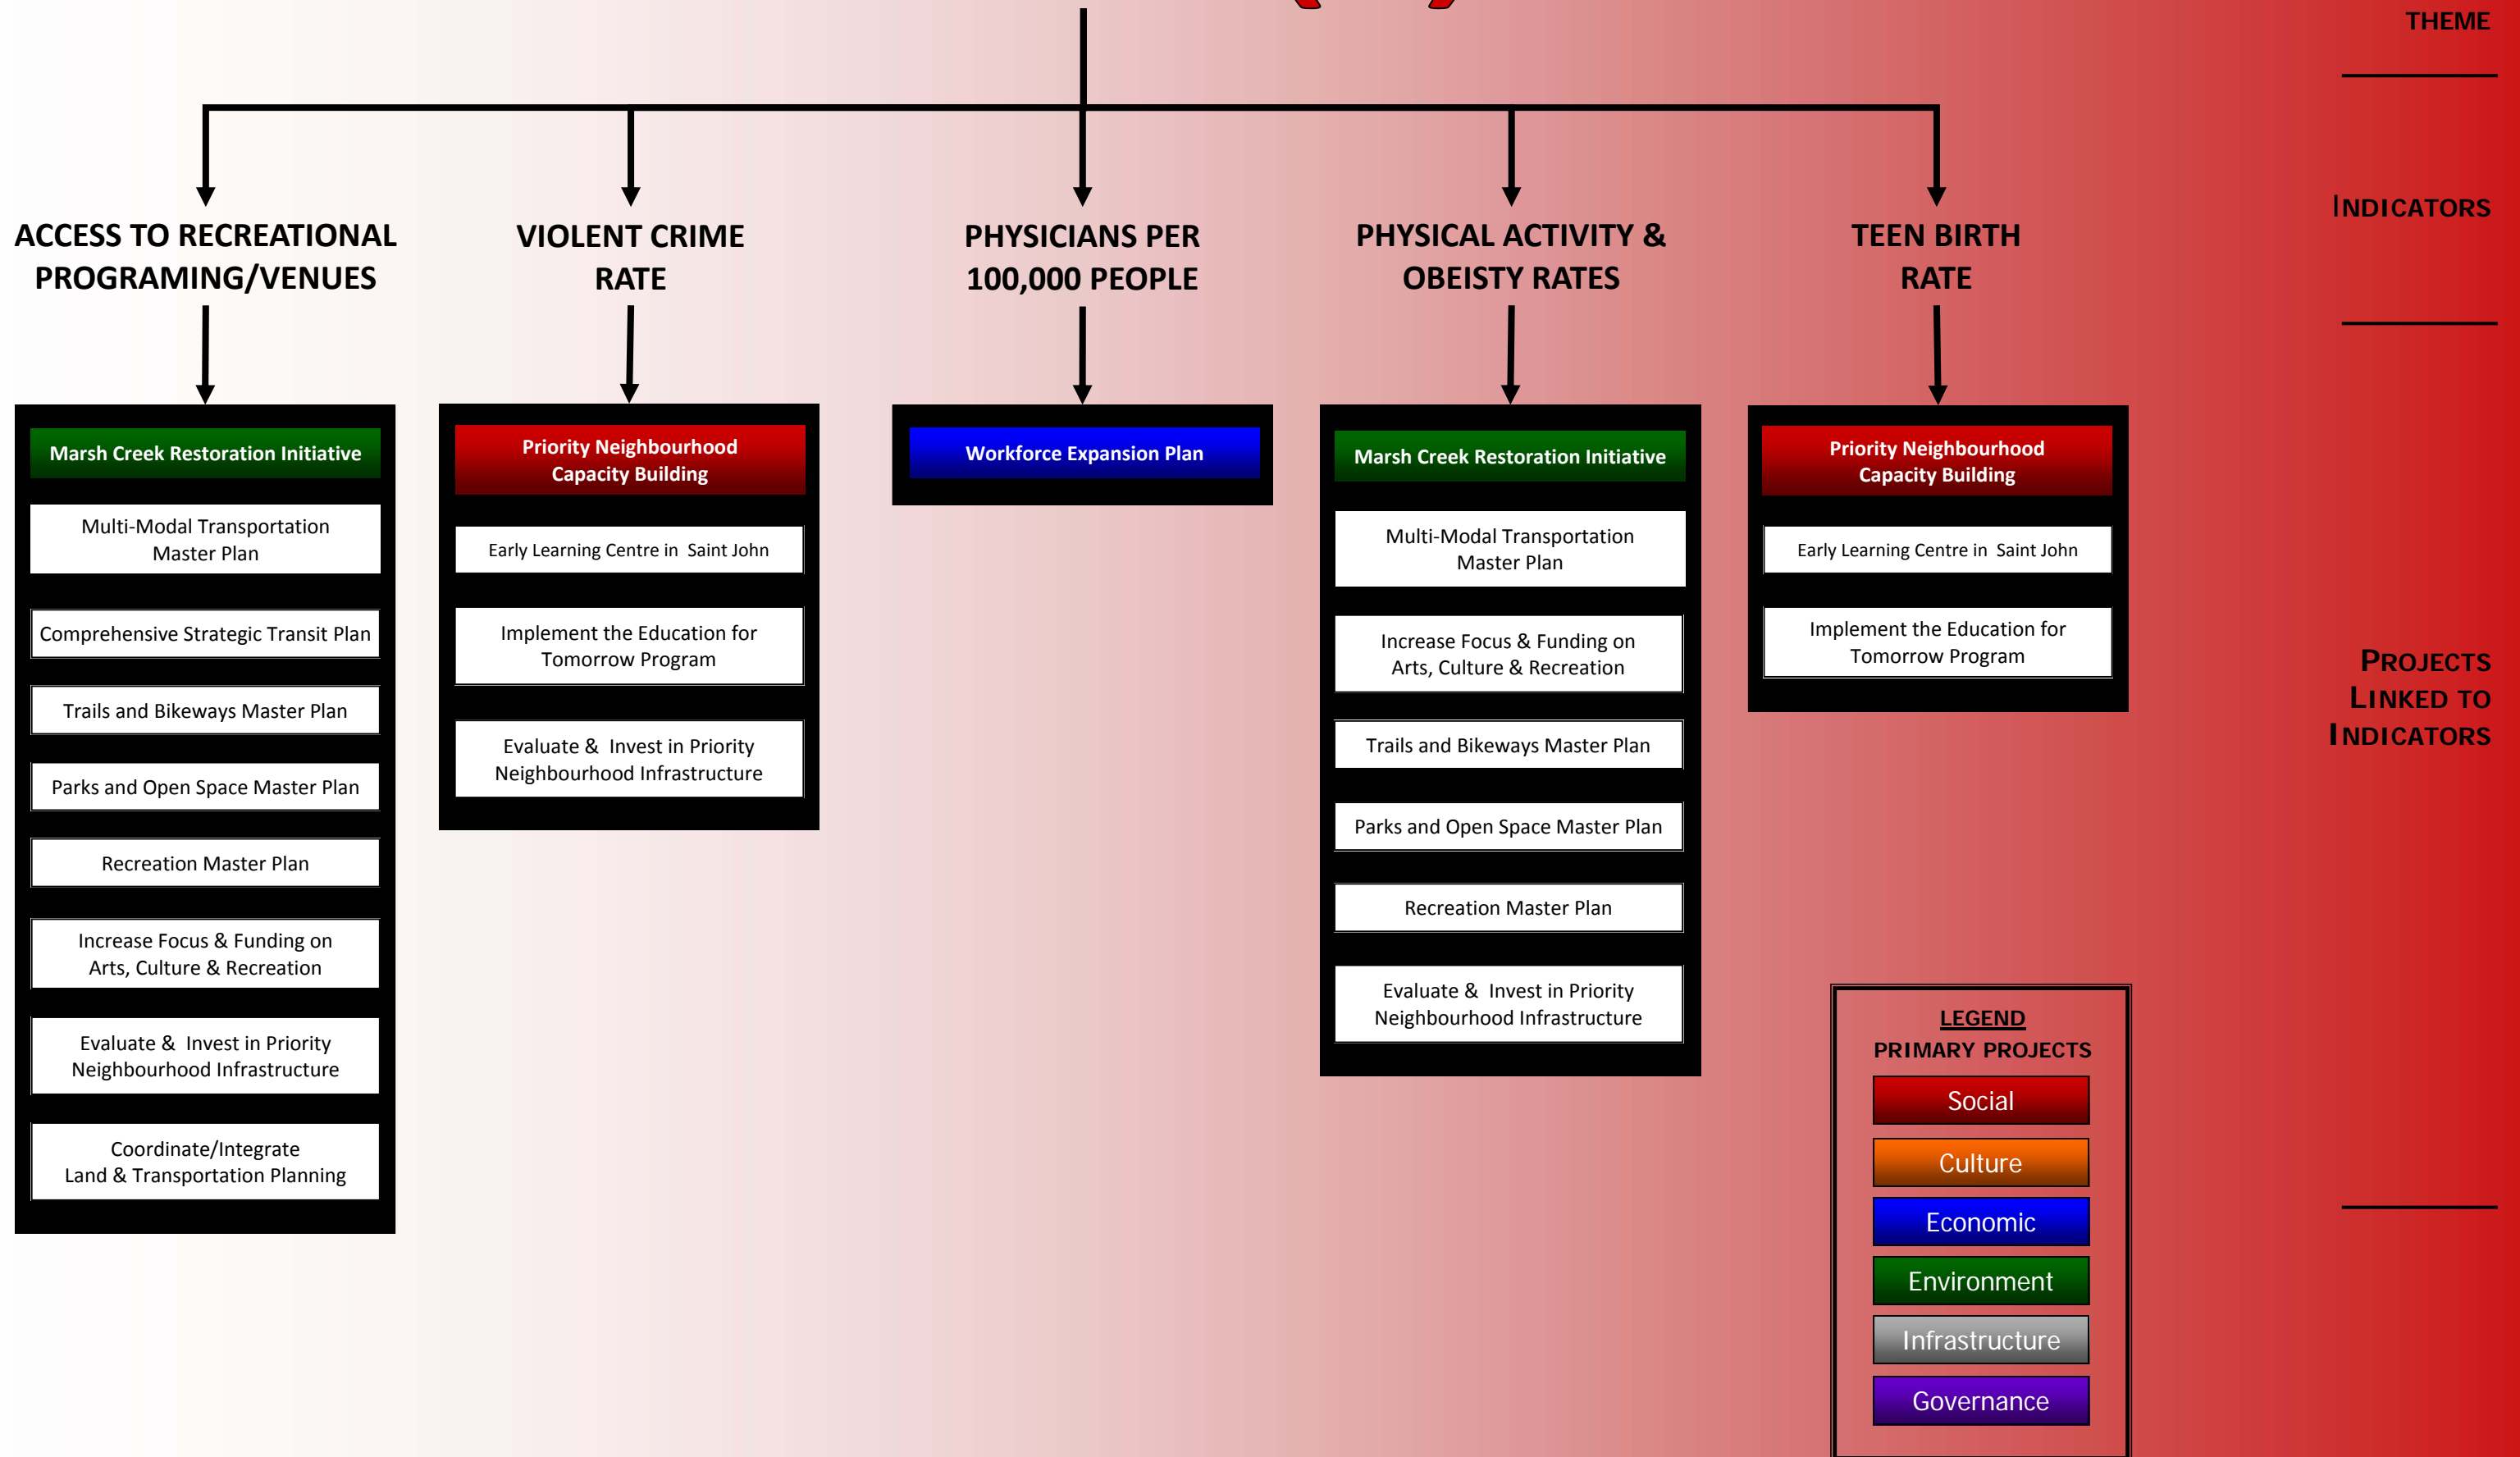 THEME
INDICATORS
ACCESS TO RECREATIONAL
PROGRAMING/VENUES
VIOLENT CRIME
RATE
PHYSICIANS PER
100,000 PEOPLE
PHYSICAL ACTIVITY &
OBEISTY RATES
TEEN BIRTH
RATE
Marsh Creek Restoration Initiative
Multi-Modal Transportation
Master Plan
Comprehensive Strategic Transit Plan
Trails and Bikeways Master Plan
Parks and Open Space Master Plan
Recreation Master Plan
Increase Focus & Funding on
Arts, Culture & Recreation
Evaluate & Invest in Priority
Neighbourhood Infrastructure
Coordinate/Integrate
Land & Transportation Planning
Priority Neighbourhood
Capacity Building
Early Learning Centre in Saint John
Implement the Education for
Tomorrow Program
Evaluate & Invest in Priority
Neighbourhood Infrastructure
Workforce Expansion Plan
Marsh Creek Restoration Initiative
Multi-Modal Transportation
Master Plan
Increase Focus & Funding on
Arts, Culture & Recreation
Trails and Bikeways Master Plan
Parks and Open Space Master Plan
Recreation Master Plan
Evaluate & Invest in Priority
Neighbourhood Infrastructure
Priority Neighbourhood
Capacity Building
Early Learning Centre in Saint John
Implement the Education for
Tomorrow Program
PROJECTS
LINKED TO
INDICATORS
LEGEND
PRIMARY PROJECTS
Social
Culture
Economic
Environment
Infrastructure
Governance